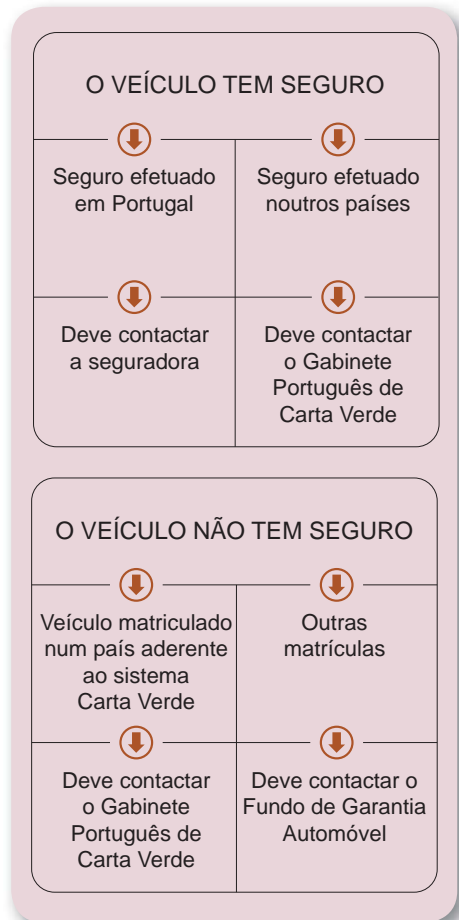 O VEÍCULO TEM SEGURO
Seguro efetuado
em Portugal
Seguro efetuado
noutros países
Deve contactar
a seguradora
Deve contactar
o Gabinete
Português de
Carta Verde
O VEÍCULO NÃO TEM SEGURO
Veículo matriculado
num país aderente
ao sistema
Carta Verde
Outras
matrículas
Deve contactar
o Gabinete
Português de
Carta Verde
Deve contactar o
Fundo de Garantia
Automóvel